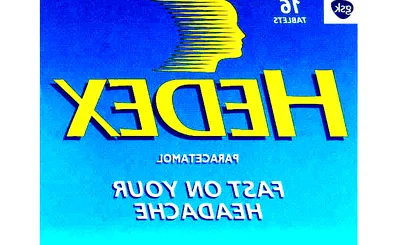 16
TABLETS
gsk
HEDEX
PARACETAMOL
FAST ON YOUR
HEADACHE